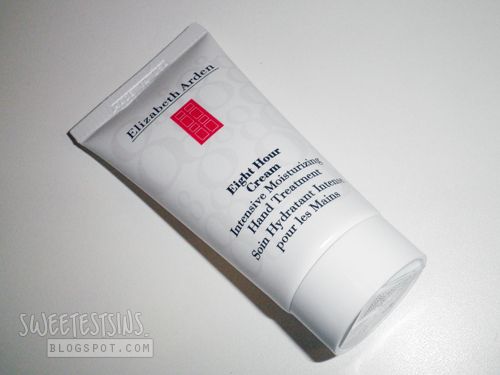 Elizabeth Arden
Eight Hour
Cream
Intensive Moisturizing
Hand Treatment
Soin Hydratant Intense
pour les Mains
SWEETESTSINS.
BLOGSPOT.COM